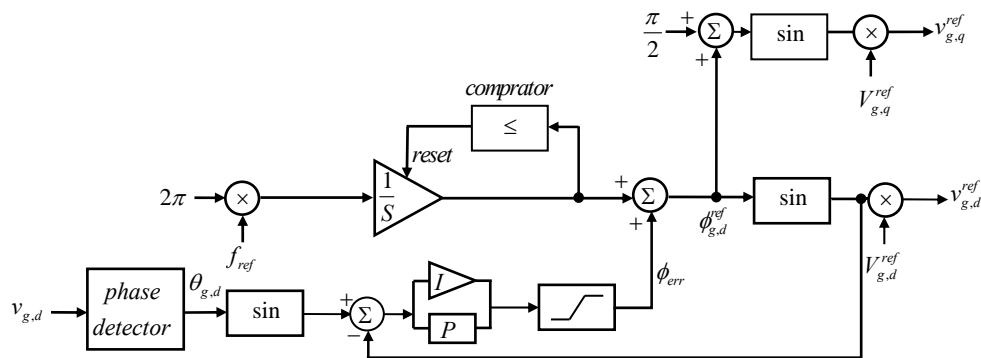 π/2
+
+
Σ
sin
×
v_{g,q}^{ref}
V_{g,q}^{ref}
comprator
≤
reset
2π
×
f_{ref}
1/S
+
+
Σ
ϕ_{g,d}^{ref}
sin
×
v_{g,d}^{ref}
V_{g,d}^{ref}
ϕ_{err}
v_{g,d}
phase
detector
θ_{g,d}
sin
+
−
Σ
I
P